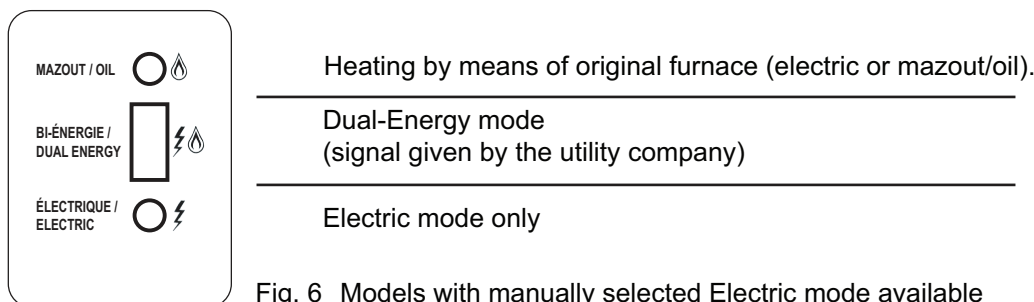 MAZOUT / OIL
Heating by means of original furnace (electric or mazout/oil).
BI-ÉNERGIE /
DUAL ENERGY
Dual-Energy mode
(signal given by the utility company)
ÉLECTRIQUE /
ELECTRIC
Electric mode only
Fig. 6 Models with manually selected Electric mode available